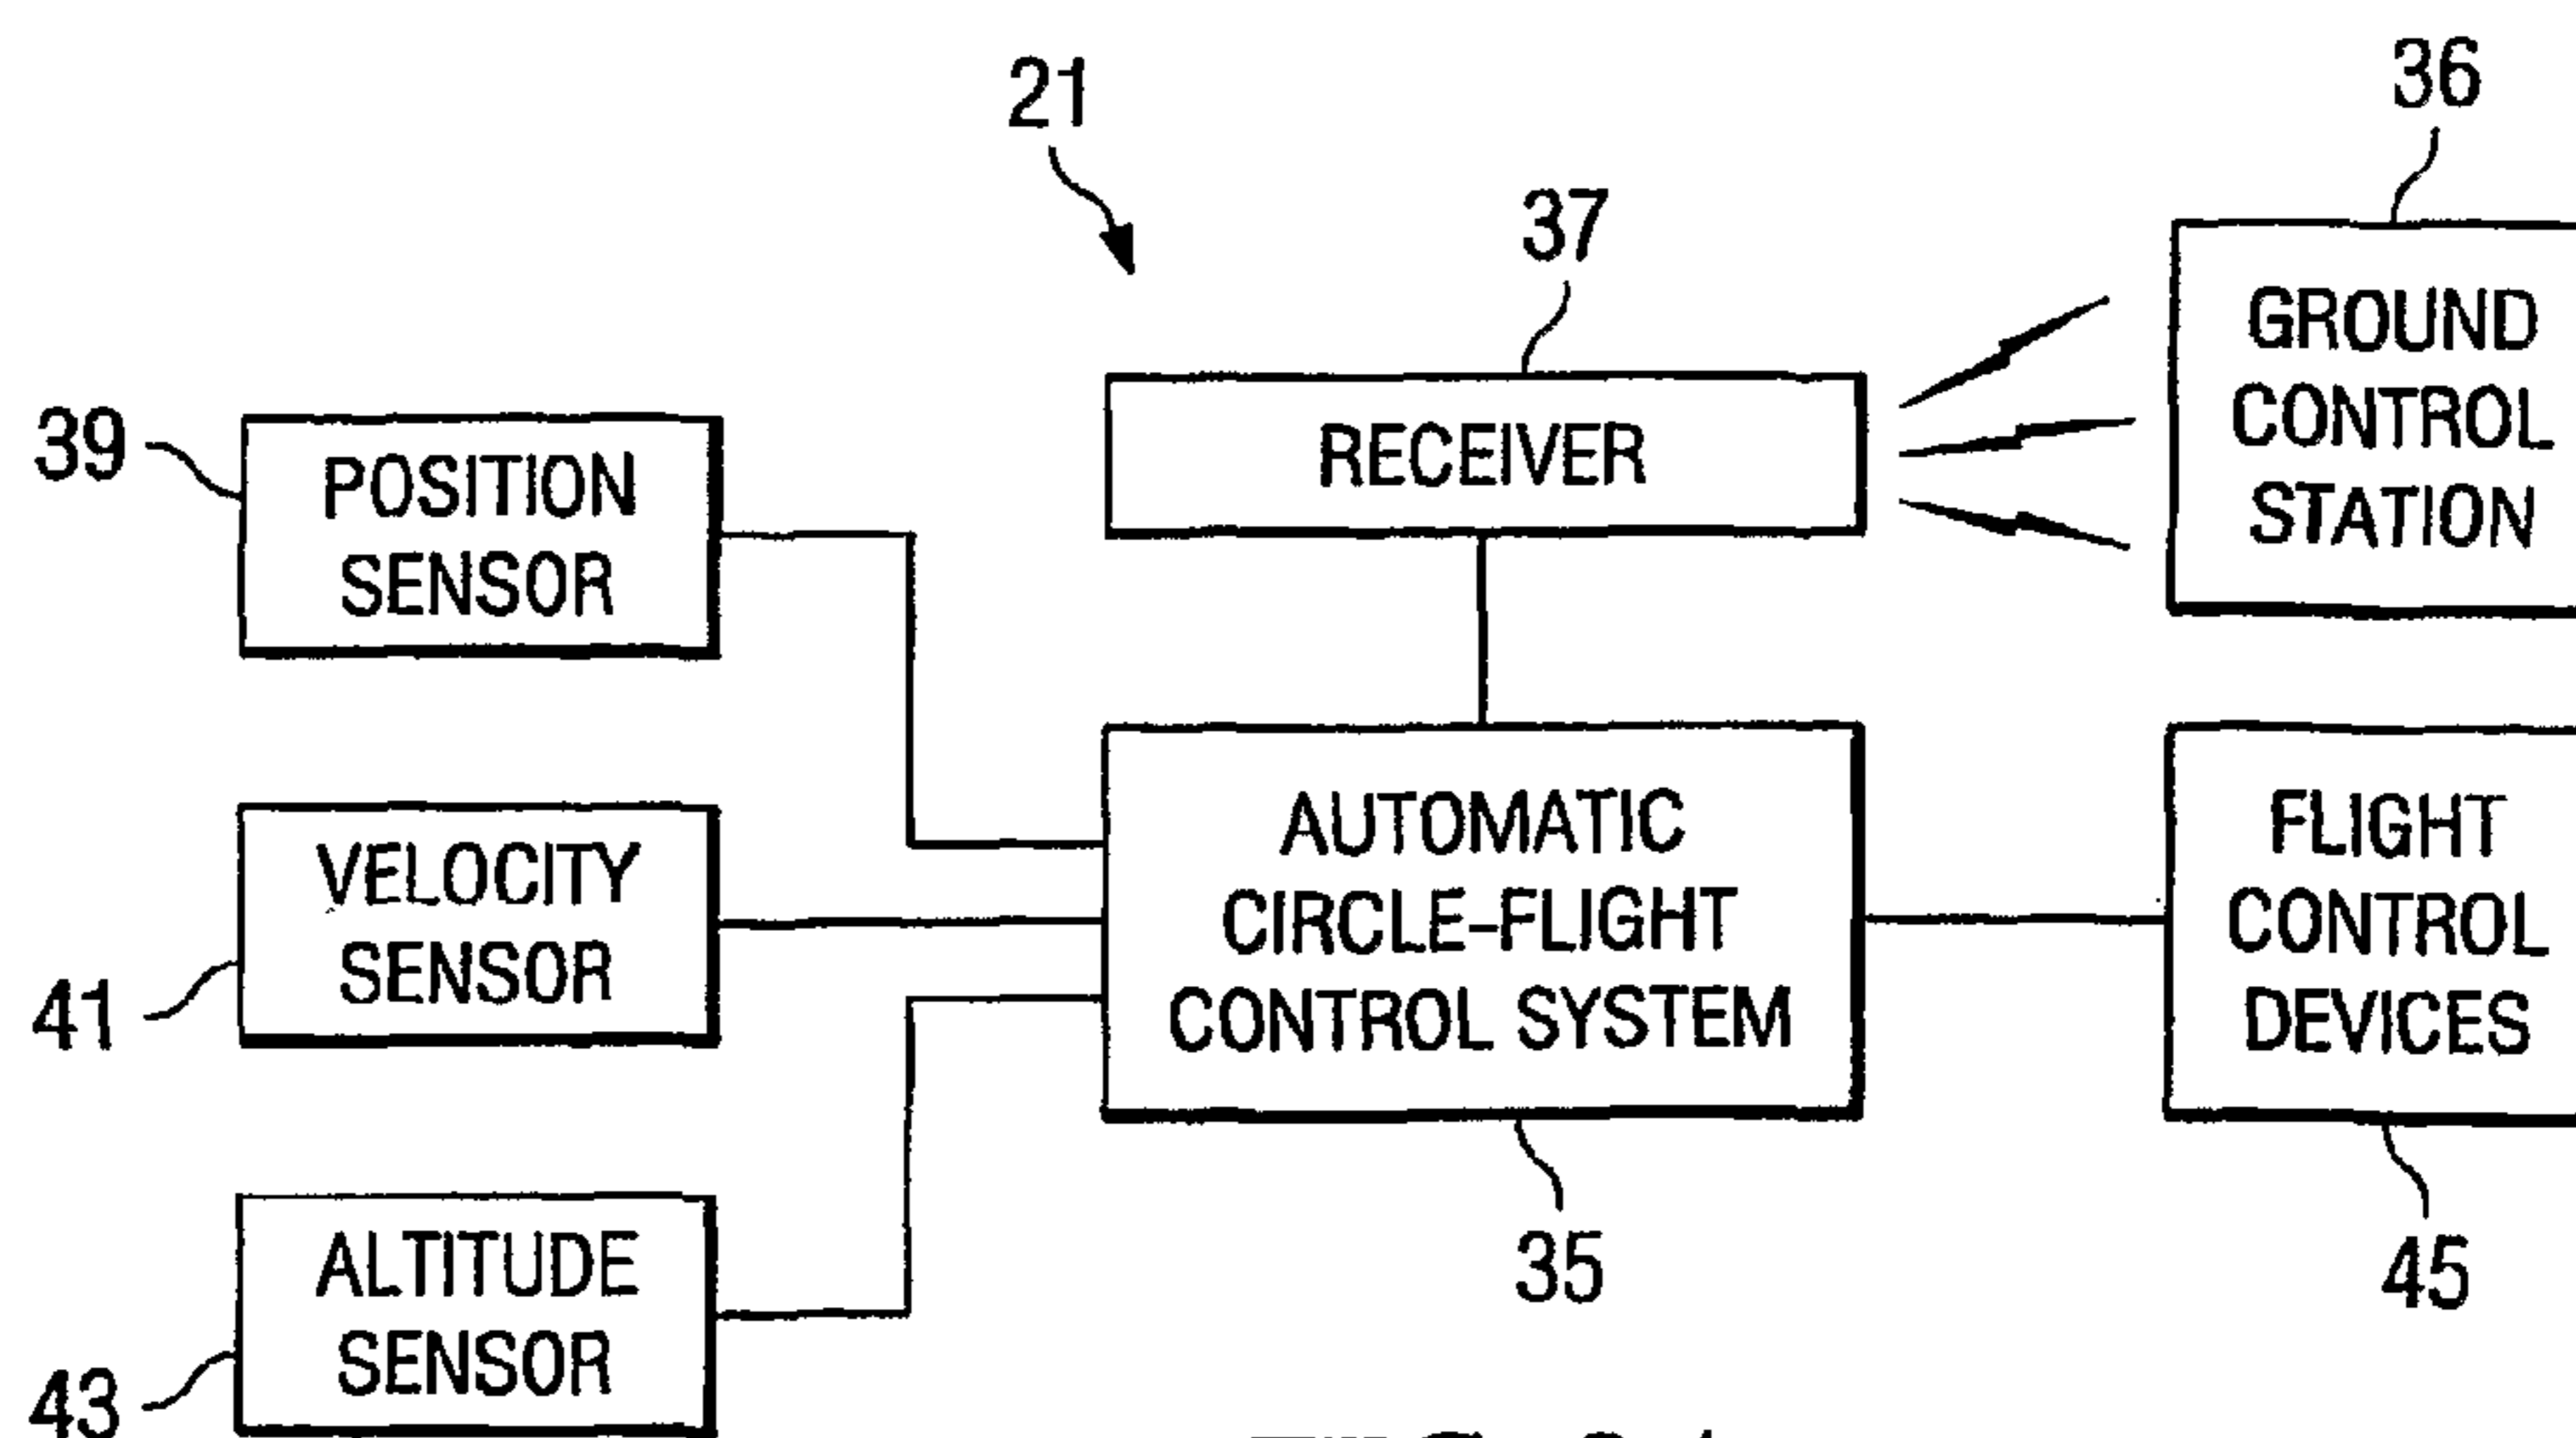 21
36
37
GROUND
CONTROL
STATION
39
POSITION
SENSOR
RECEIVER
VELOCITY
SENSOR
41
AUTOMATIC
CIRCLE-FLIGHT
CONTROL SYSTEM
35
FLIGHT
CONTROL
DEVICES
45
ALTITUDE
SENSOR
43